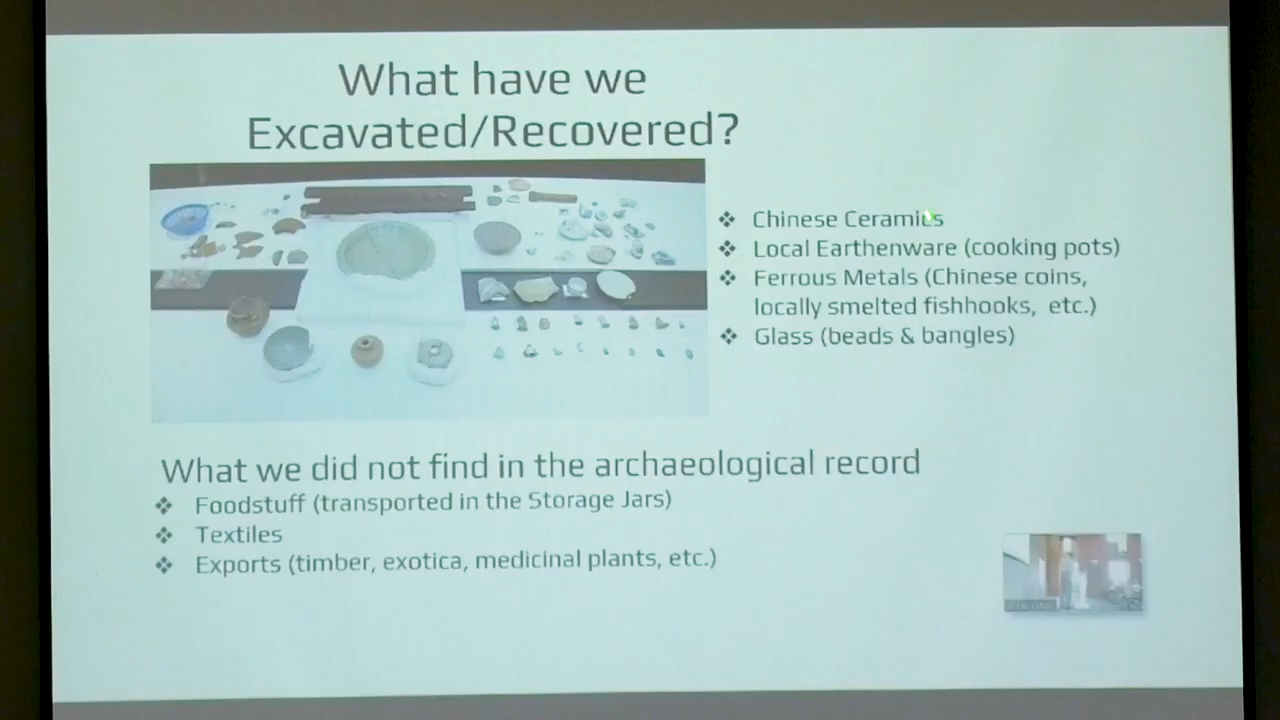 What have we
Excavated/Recovered?
❖ Chinese Ceramics
❖ Local Earthenware (cooking pots)
❖ Ferrous Metals (Chinese coins,
locally smelted fishhooks, etc.)
❖ Glass (beads & bangles)
What we did not find in the archaeological record
❖ Foodstuff (transported in the Storage Jars)
❖ Textiles
❖ Exports (timber, exotica, medicinal plants, etc.)